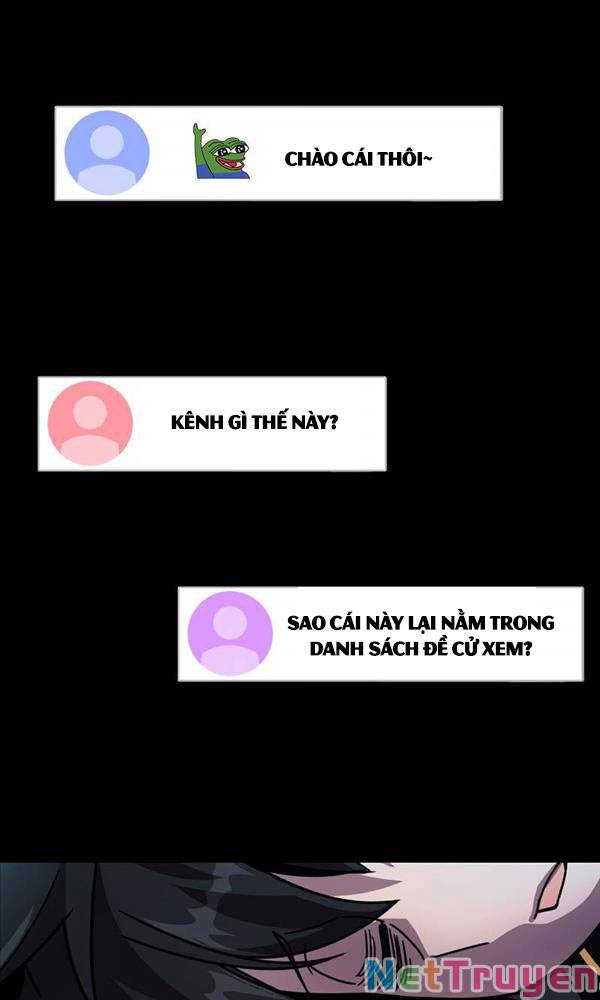 CHÀO CÁI THÔI~
KÊNH GÌ THẾ NÀY?
SAO CÁI NÀY LẠI NẰM TRONG
DANH SÁCH ĐỀ CỬ XEM?
NetTruyen